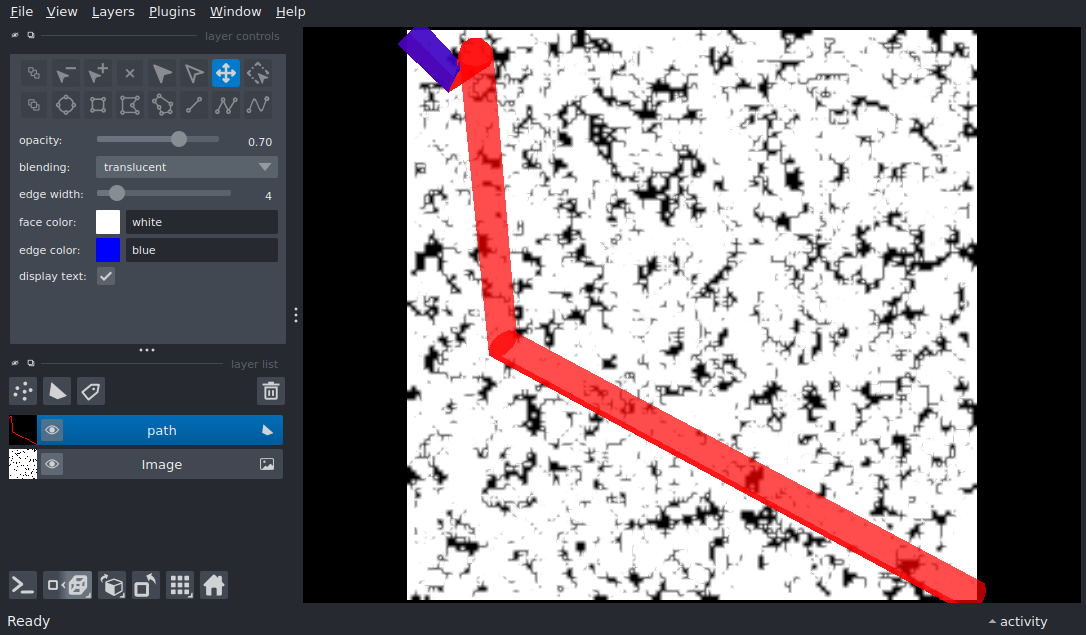 File View Layers Plugins Window Help
layer controls
opacity: 0.70
blending: translucent
edge width: 4
face color: white
edge color: blue
display text:
layer list
path
Image
Ready activity